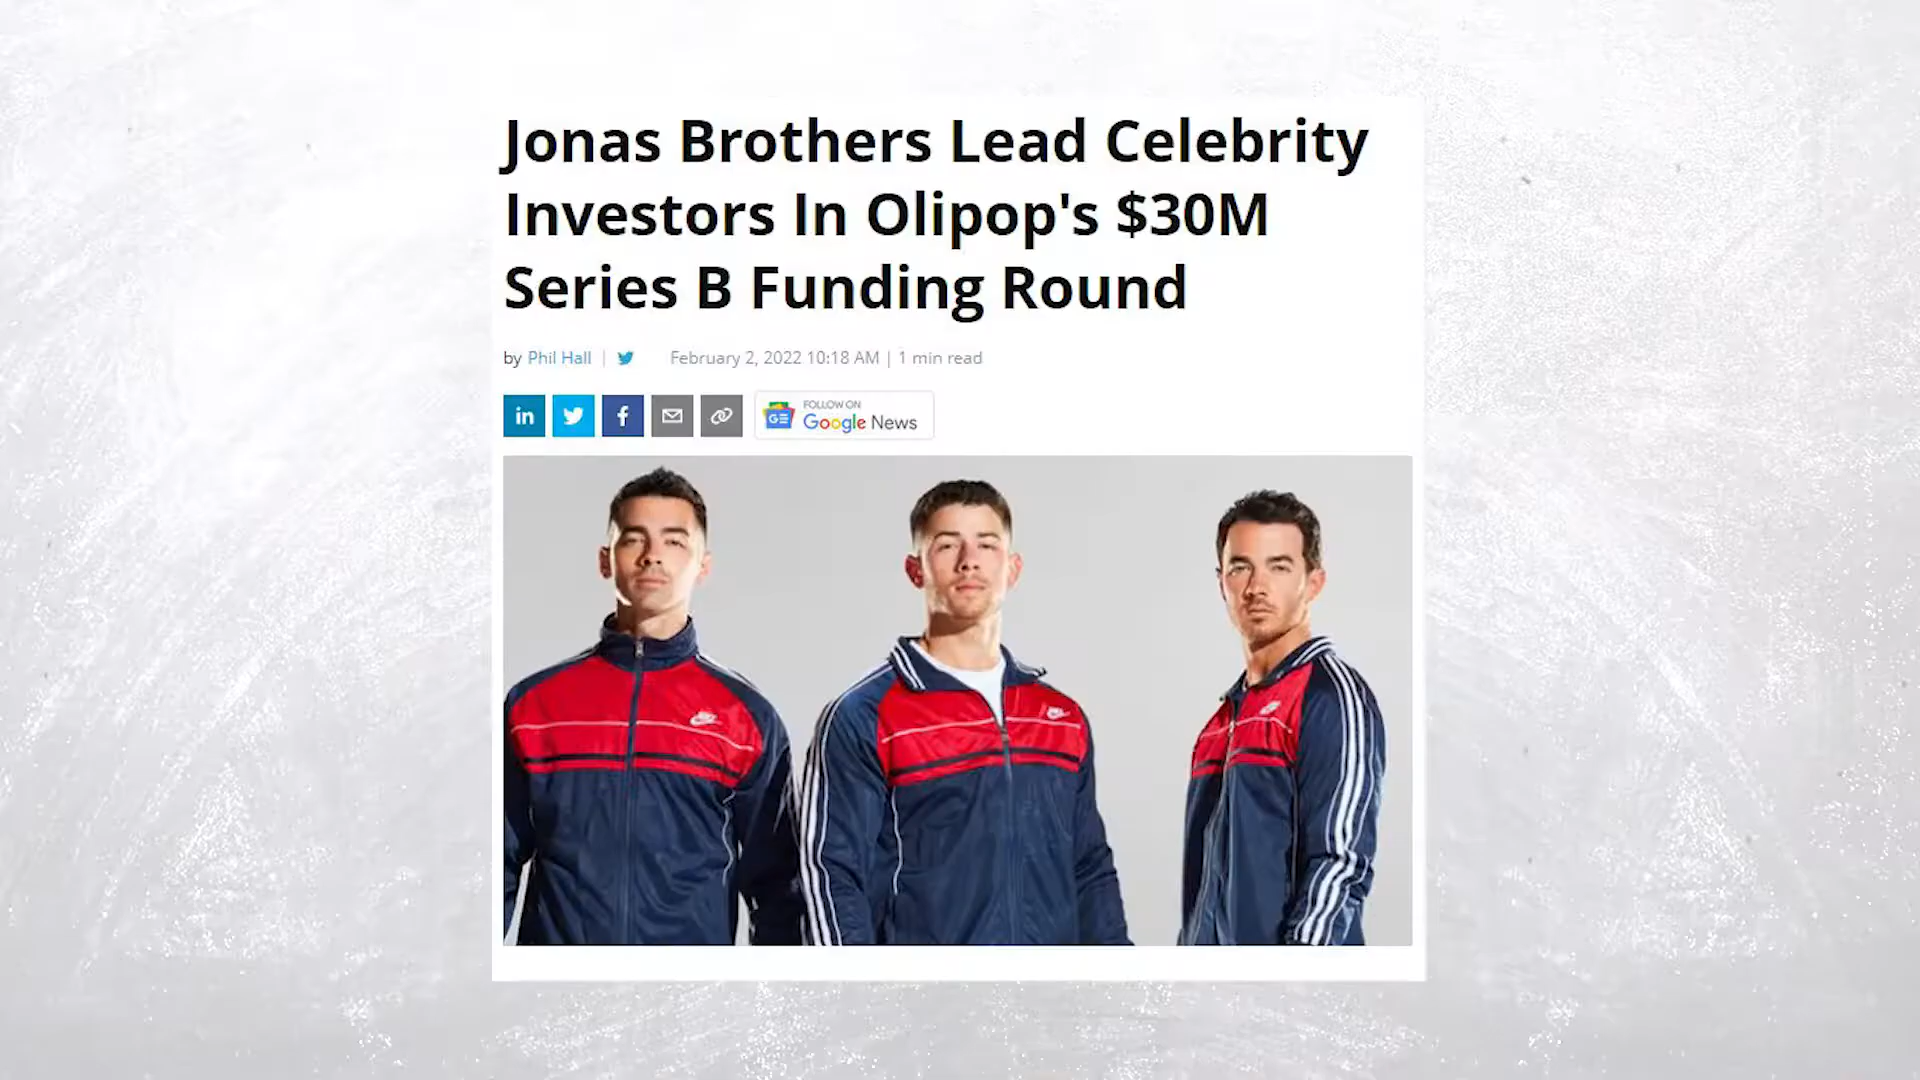 Jonas Brothers Lead Celebrity
Investors In Olipop's $30M
Series B Funding Round
by Phil Hall | February 2, 2022 10:18 AM | 1 min read
in f GE FOLLOW ON
Google News